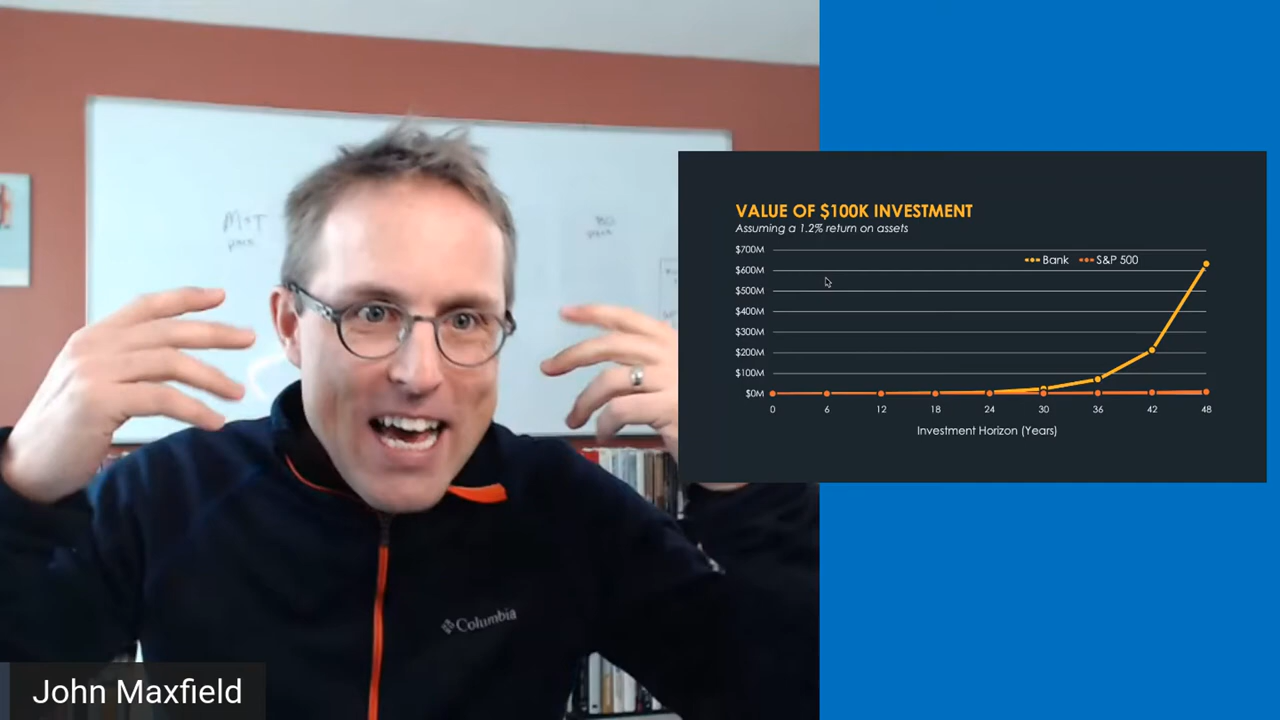 M&T
VALUE OF $100K INVESTMENT
Assuming a 1.2% return on assets
$700M
$600M
$500M
$400M
$300M
$200M
$100M
$0M
Bank
S&P 500
0 6 12 18 24 30 36 42 48
Investment Horizon (Years)
Columbia
John Maxfield